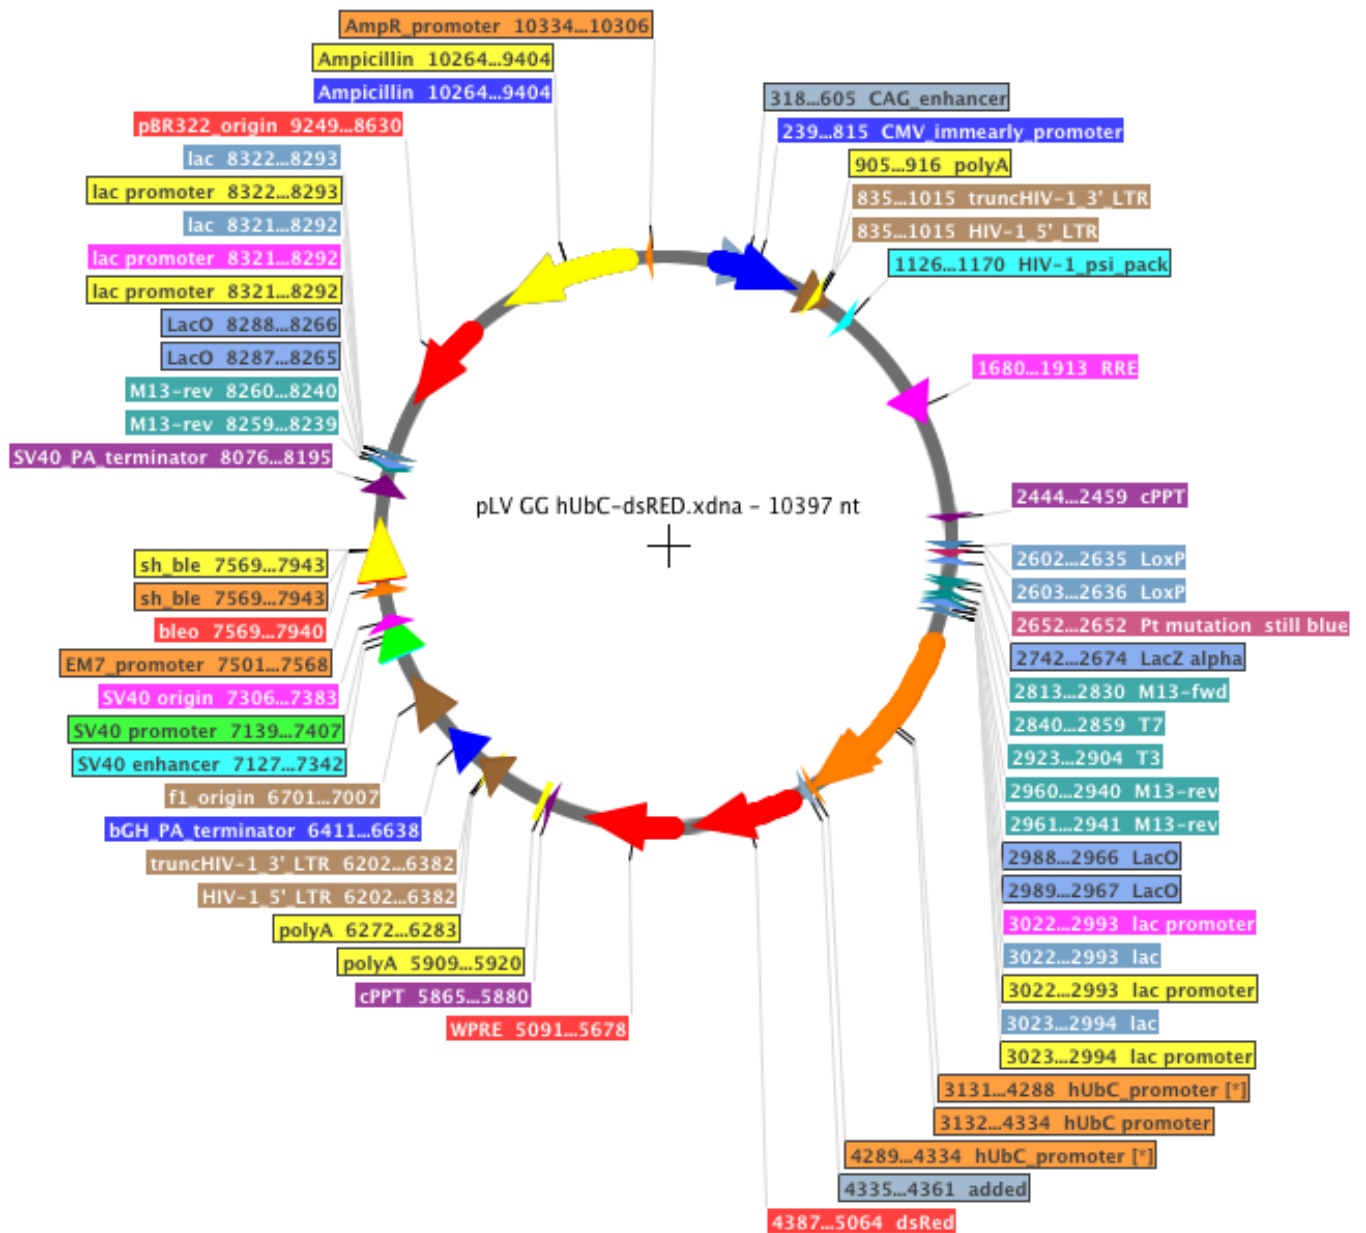 AmpR_promoter 10334...10306
Ampicillin 10264...9404
Ampicillin 10264...9404
pBR322_origin 9249...8630
lac 8322...8293
lac promoter 8322...8293
lac 8321...8292
lac promoter 8321...8292
lac promoter 8321...8292
LacO 8288...8266
LacO 8287...8265
M13-rev 8260...8240
M13-rev 8259...8239
SV40_PA_terminator 8076...8195
sh_ble 7569...7943
sh_ble 7569...7943
bleo 7569...7940
EM7_promoter 7501...7568
SV40 origin 7306...7383
SV40 promoter 7139...7407
SV40 enhancer 7127...7342
f1_origin 6701...7007
bGH_PA_terminator 6411...6638
truncHIV-1_3'_LTR 6202...6382
HIV-1_5'_LTR 6202...6382
polyA 6272...6283
polyA 5909...5920
cPPT 5865...5880
WPRE 5091...5678
pLV GG hUbC-dsRED.xdna - 10397 nt
318...605 CAG_enhancer
239...815 CMV_immearly_promoter
905...916 polyA
835...1015 truncHIV-1_3'_LTR
835...1015 HIV-1_5'_LTR
1126...1170 HIV-1_psi_pack
1680...1913 RRE
2444...2459 cPPT
2602...2635 LoxP
2603...2636 LoxP
2652...2652 Pt mutation still blue
2742...2674 LacZ alpha
2813...2830 M13-fwd
2840...2859 T7
2923...2904 T3
2960...2940 M13-rev
2961...2941 M13-rev
2988...2966 LacO
2989...2967 LacO
3022...2993 lac promoter
3022...2993 lac
3022...2993 lac promoter
3023...2994 lac
3023...2994 lac promoter
3131...4288 hUbC_promoter [*]
3132...4334 hUbC promoter
4289...4334 hUbC_promoter [*]
4335...4361 added
4387...5064 dsRed